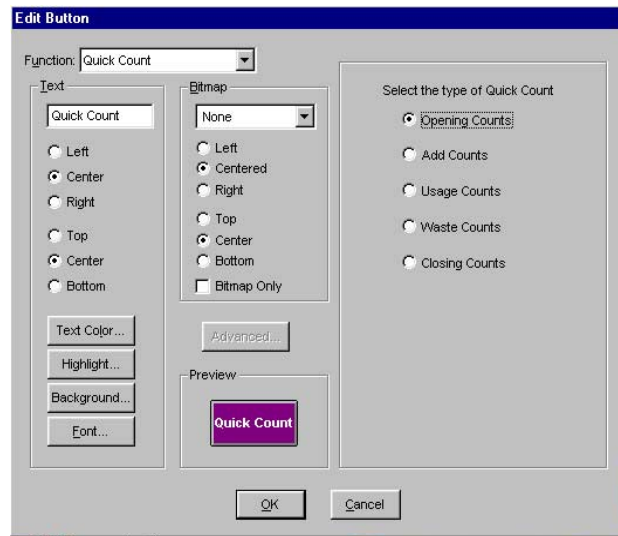 Edit Button
Function: Quick Count
Text
Quick Count
Left
Center
Right
Top
Center
Bottom
Text Color...
Highlight...
Background...
Font...
Bitmap
None
Left
Centered
Right
Top
Center
Bottom
Bitmap Only
Advanced...
Preview
Quick Count
Select the type of Quick Count
Opening Counts
Add Counts
Usage Counts
Waste Counts
Closing Counts
OK
Cancel